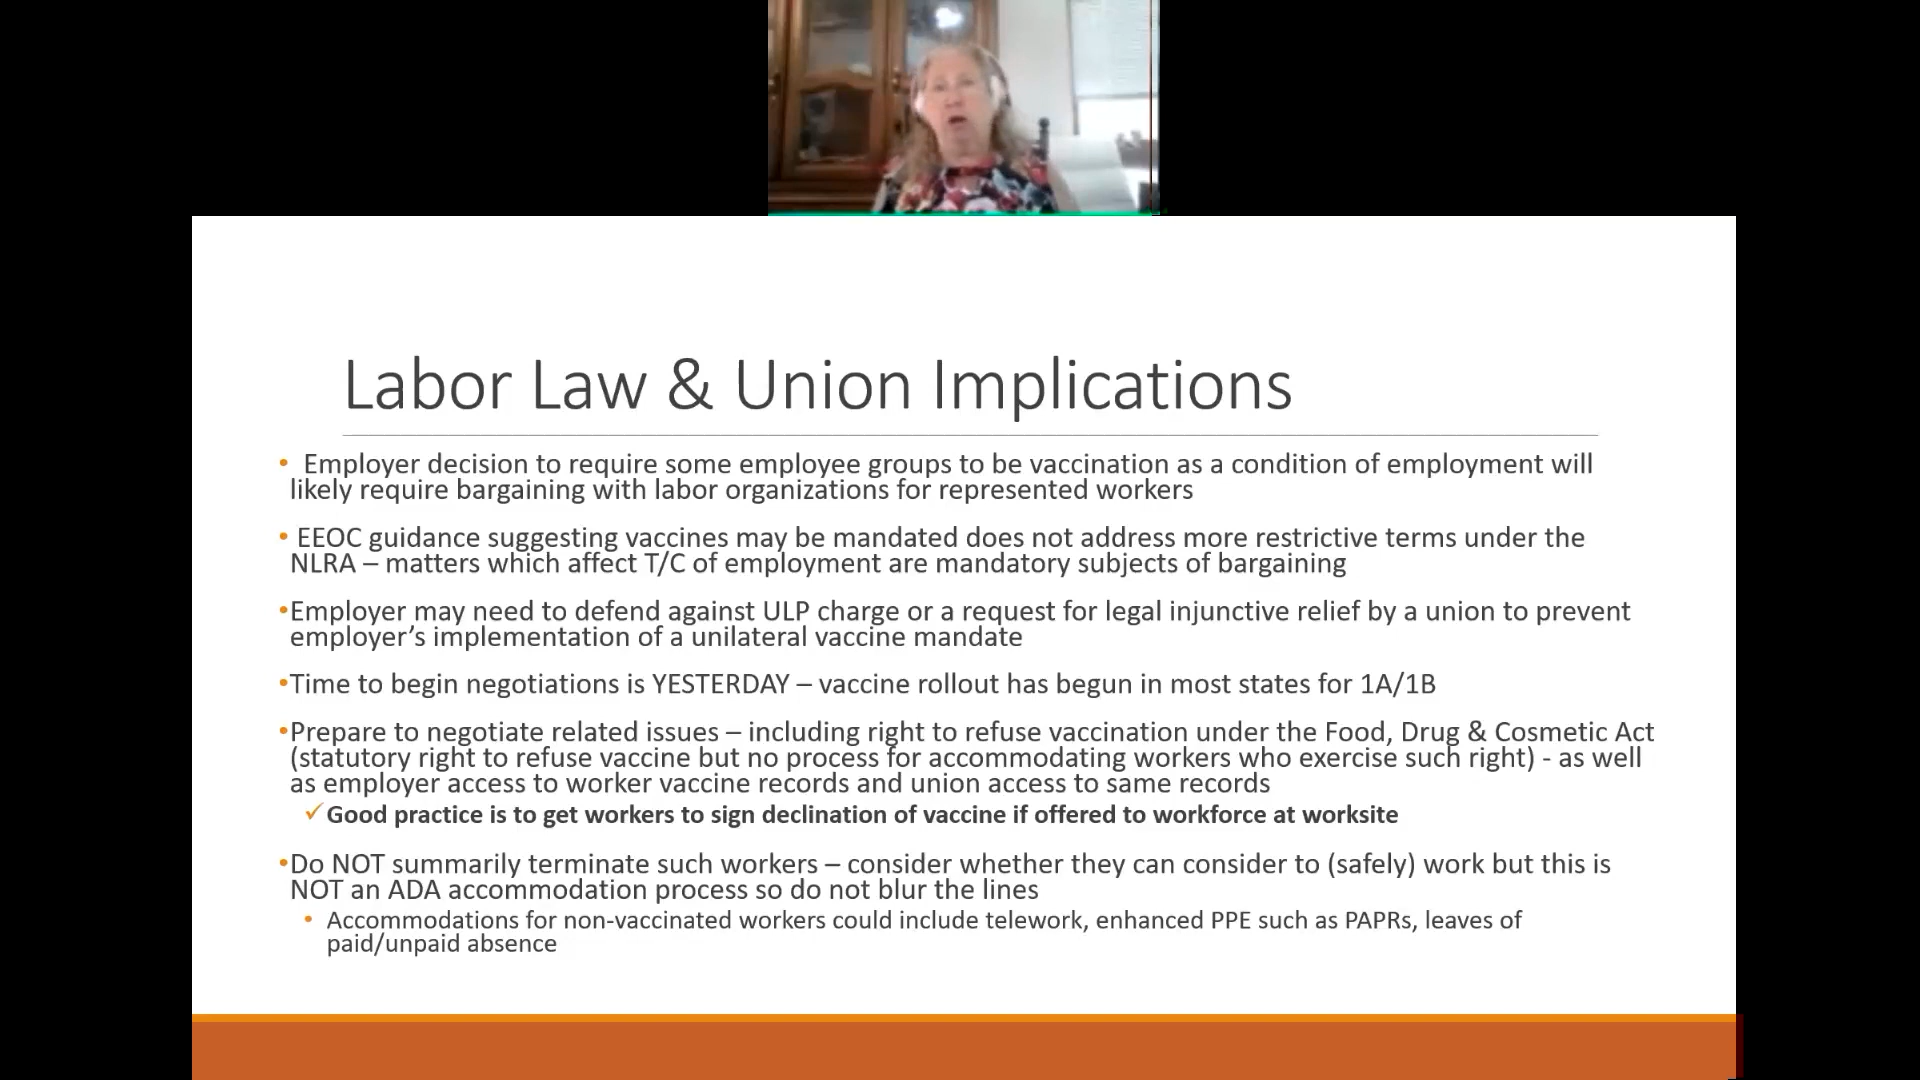 Labor Law & Union Implications
• Employer decision to require some employee groups to be vaccination as a condition of employment will
likely require bargaining with labor organizations for represented workers
• EEOC guidance suggesting vaccines may be mandated does not address more restrictive terms under the
NLRA – matters which affect T/C of employment are mandatory subjects of bargaining
•Employer may need to defend against ULP charge or a request for legal injunctive relief by a union to prevent
employer’s implementation of a unilateral vaccine mandate
•Time to begin negotiations is YESTERDAY – vaccine rollout has begun in most states for 1A/1B
•Prepare to negotiate related issues – including right to refuse vaccination under the Food, Drug & Cosmetic Act
(statutory right to refuse vaccine but no process for accommodating workers who exercise such right) - as well
as employer access to worker vaccine records and union access to same records
✓Good practice is to get workers to sign declination of vaccine if offered to workforce at worksite
•Do NOT summarily terminate such workers – consider whether they can consider to (safely) work but this is
NOT an ADA accommodation process so do not blur the lines
• Accommodations for non-vaccinated workers could include telework, enhanced PPE such as PAPRs, leaves of
paid/unpaid absence